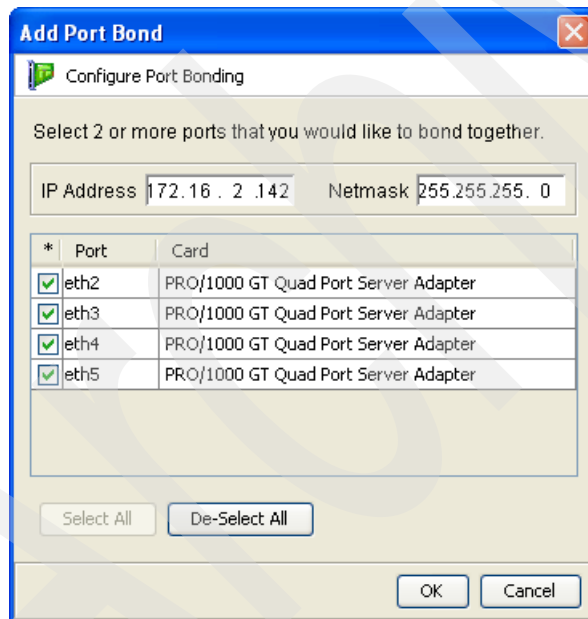 Add Port Bond
Configure Port Bonding
Select 2 or more ports that you would like to bond together.
IP Address 172.16 . 2 .142 Netmask 255.255.255. 0
* Port Card
eth2 PRO/1000 GT Quad Port Server Adapter
eth3 PRO/1000 GT Quad Port Server Adapter
eth4 PRO/1000 GT Quad Port Server Adapter
eth5 PRO/1000 GT Quad Port Server Adapter
Select All De-Select All
OK Cancel